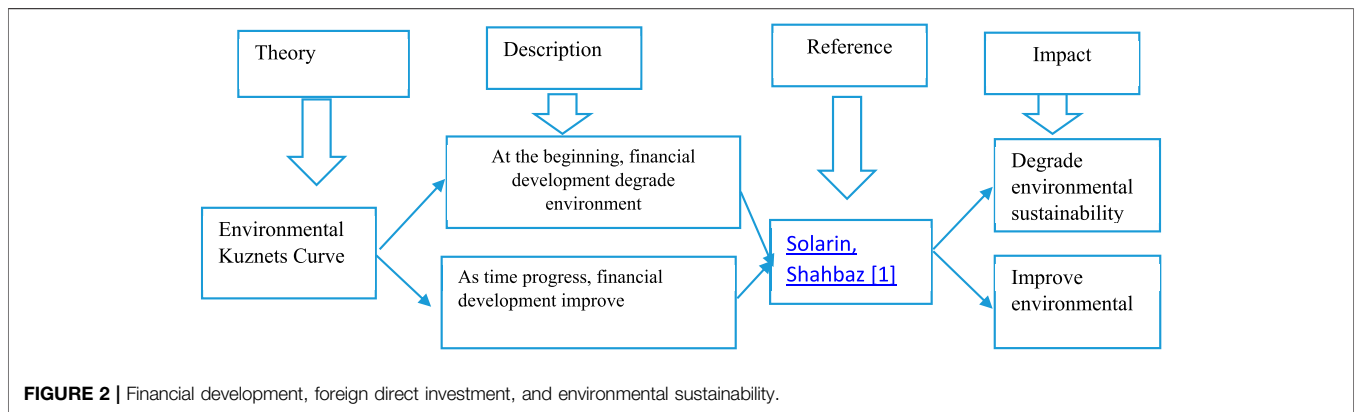 Theory
Description
Reference
Impact
Environmental
Kuznets Curve
At the beginning, financial
development degrade
environment
As time progress, financial
development improve
Solarin,
Shahbaz [1]
Degrade
environmental
sustainability
Improve
environmental
FIGURE 2 | Financial development, foreign direct investment, and environmental sustainability.